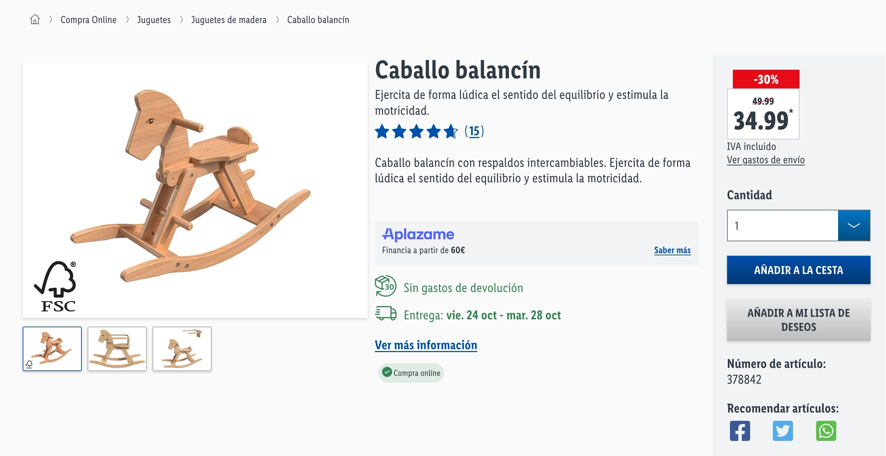 Compra Online
Juguetes
Juguetes de madera
Caballo balancín
FSC
®
Caballo balancín
Ejercita de forma lúdica el sentido del equilibrio y estimula la
motricidad.
(15)
Caballo balancín con respaldos intercambiables. Ejercita de forma
lúdica el sentido del equilibrio y estimula la motricidad.
Aplazame
Financia a partir de 60€
Saber más
30
Sin gastos de devolución
Entrega: vie. 24 oct - mar. 28 oct
Ver más información
Compra online
-30%
49.99
34.99*
IVA incluido
Ver gastos de envío
Cantidad
1
AÑADIR A LA CESTA
AÑADIR A MI LISTA DE
DESEOS
Número de artículo:
378842
Recomendar artículos: